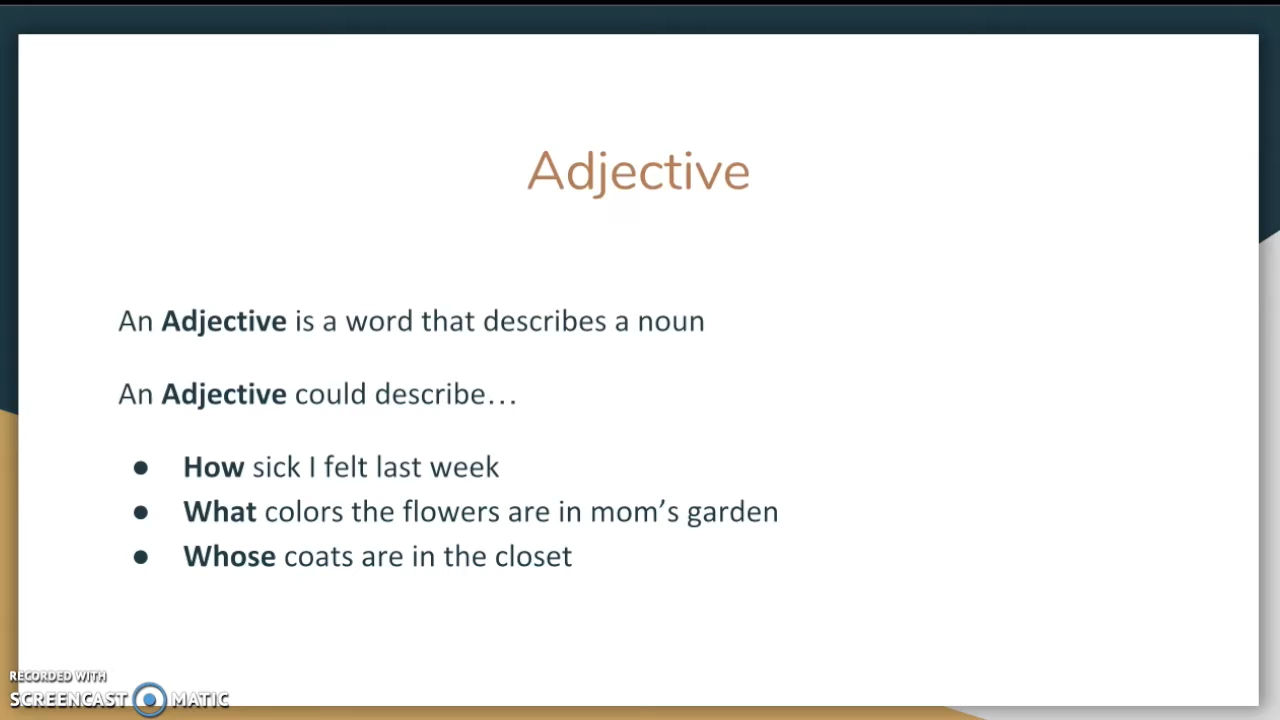 Adjective
An Adjective is a word that describes a noun
An Adjective could describe…
● How sick I felt last week
● What colors the flowers are in mom’s garden
● Whose coats are in the closet
RECORDED WITH
SCREENCAST MATIC